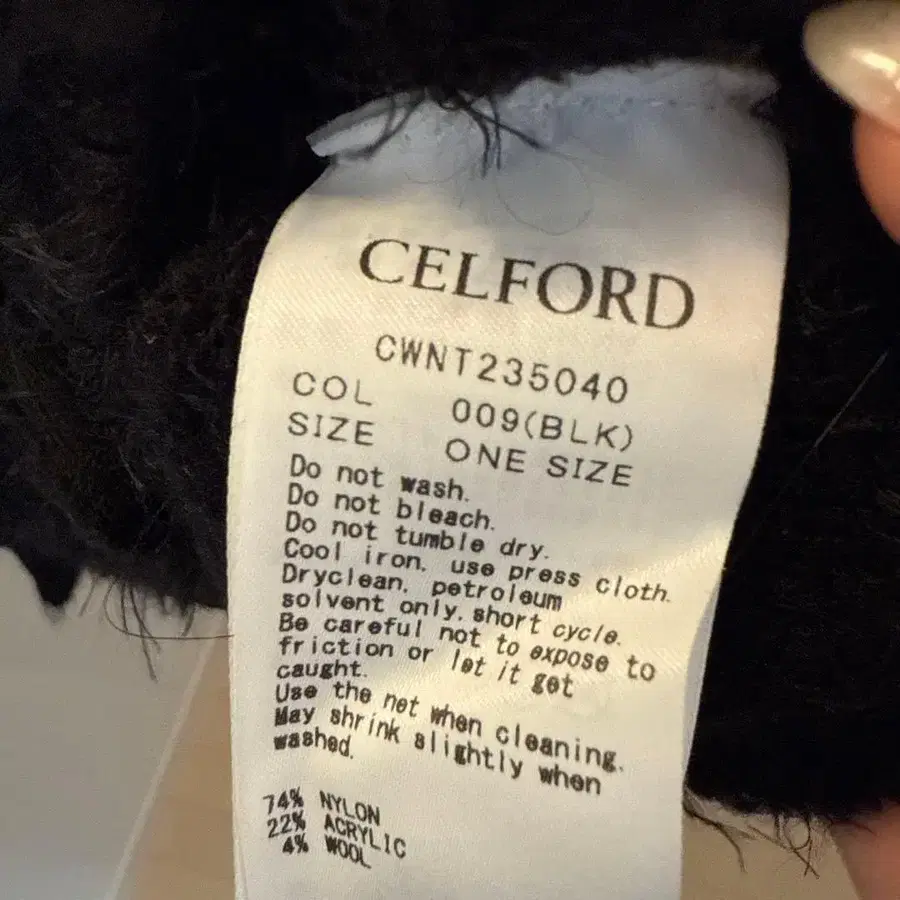 CELFORD
CWNT235040
COL 009(BLK)
SIZE ONE SIZE
Do not wash.
Do not bleach.
Do not tumble dry.
Cool iron, use press cloth.
Dryclean, petroleum
solvent only, short cycle.
Be careful not to expose to
friction or let it get
caught.
Use the net when cleaning.
May shrink slightly when
washed.
74% NYLON
22% ACRYLIC
4% WOOL